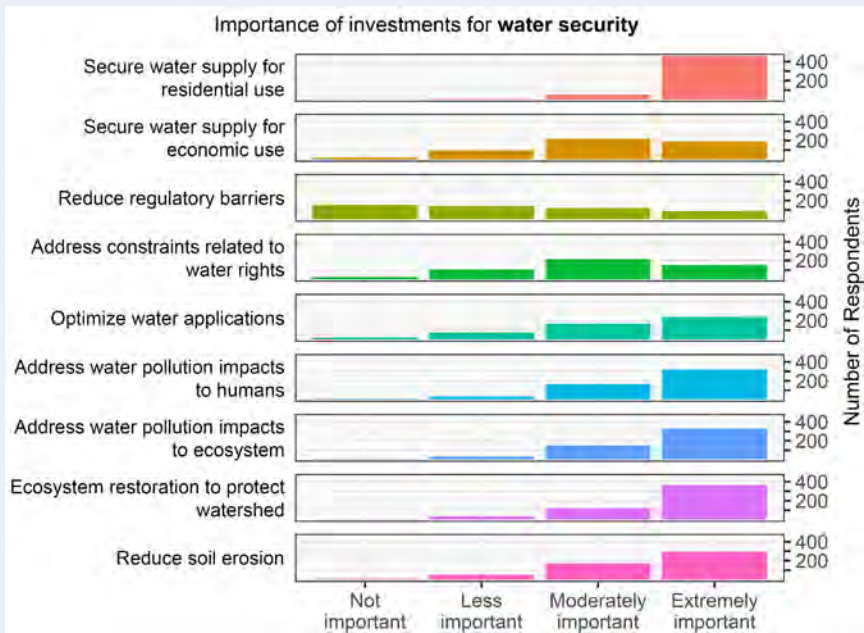 Importance of investments for water security
Secure water supply for
residential use
400
200
Secure water supply for
economic use
400
200
Reduce regulatory barriers
400
200
Address constraints related to
water rights
400
200
Optimize water applications
400
200
Address water pollution impacts
to humans
400
200
Address water pollution impacts
to ecosystem
400
200
Ecosystem restoration to protect
watershed
400
200
Reduce soil erosion
400
200
Number of Respondents
Not
important
Less
important
Moderately
important
Extremely
important